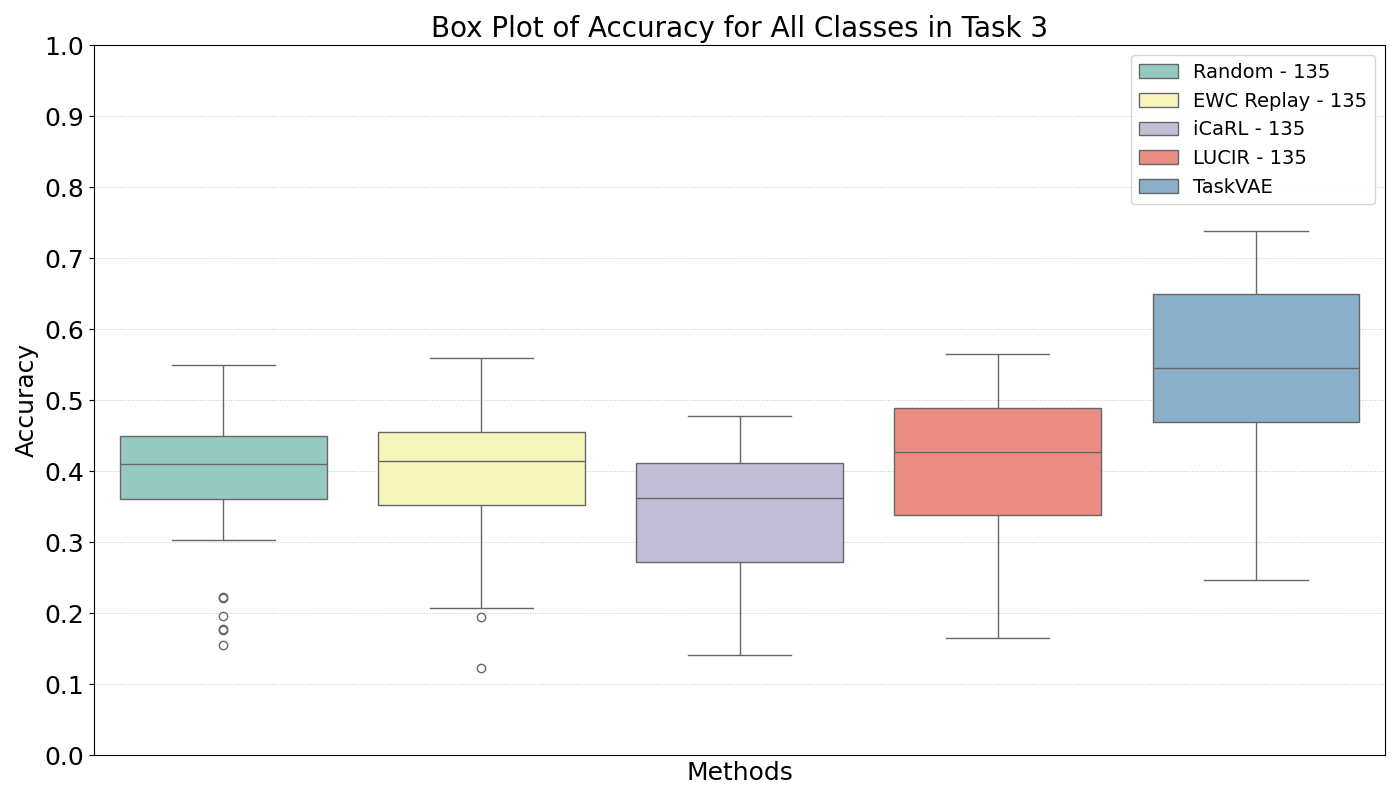 Box Plot of Accuracy for All Classes in Task 3
1.0
0.9
0.8
0.7
0.6
0.5
0.4
0.3
0.2
0.1
0.0
Accuracy
Methods
Random - 135
EWC Replay - 135
iCaRL - 135
LUCIR - 135
TaskVAE